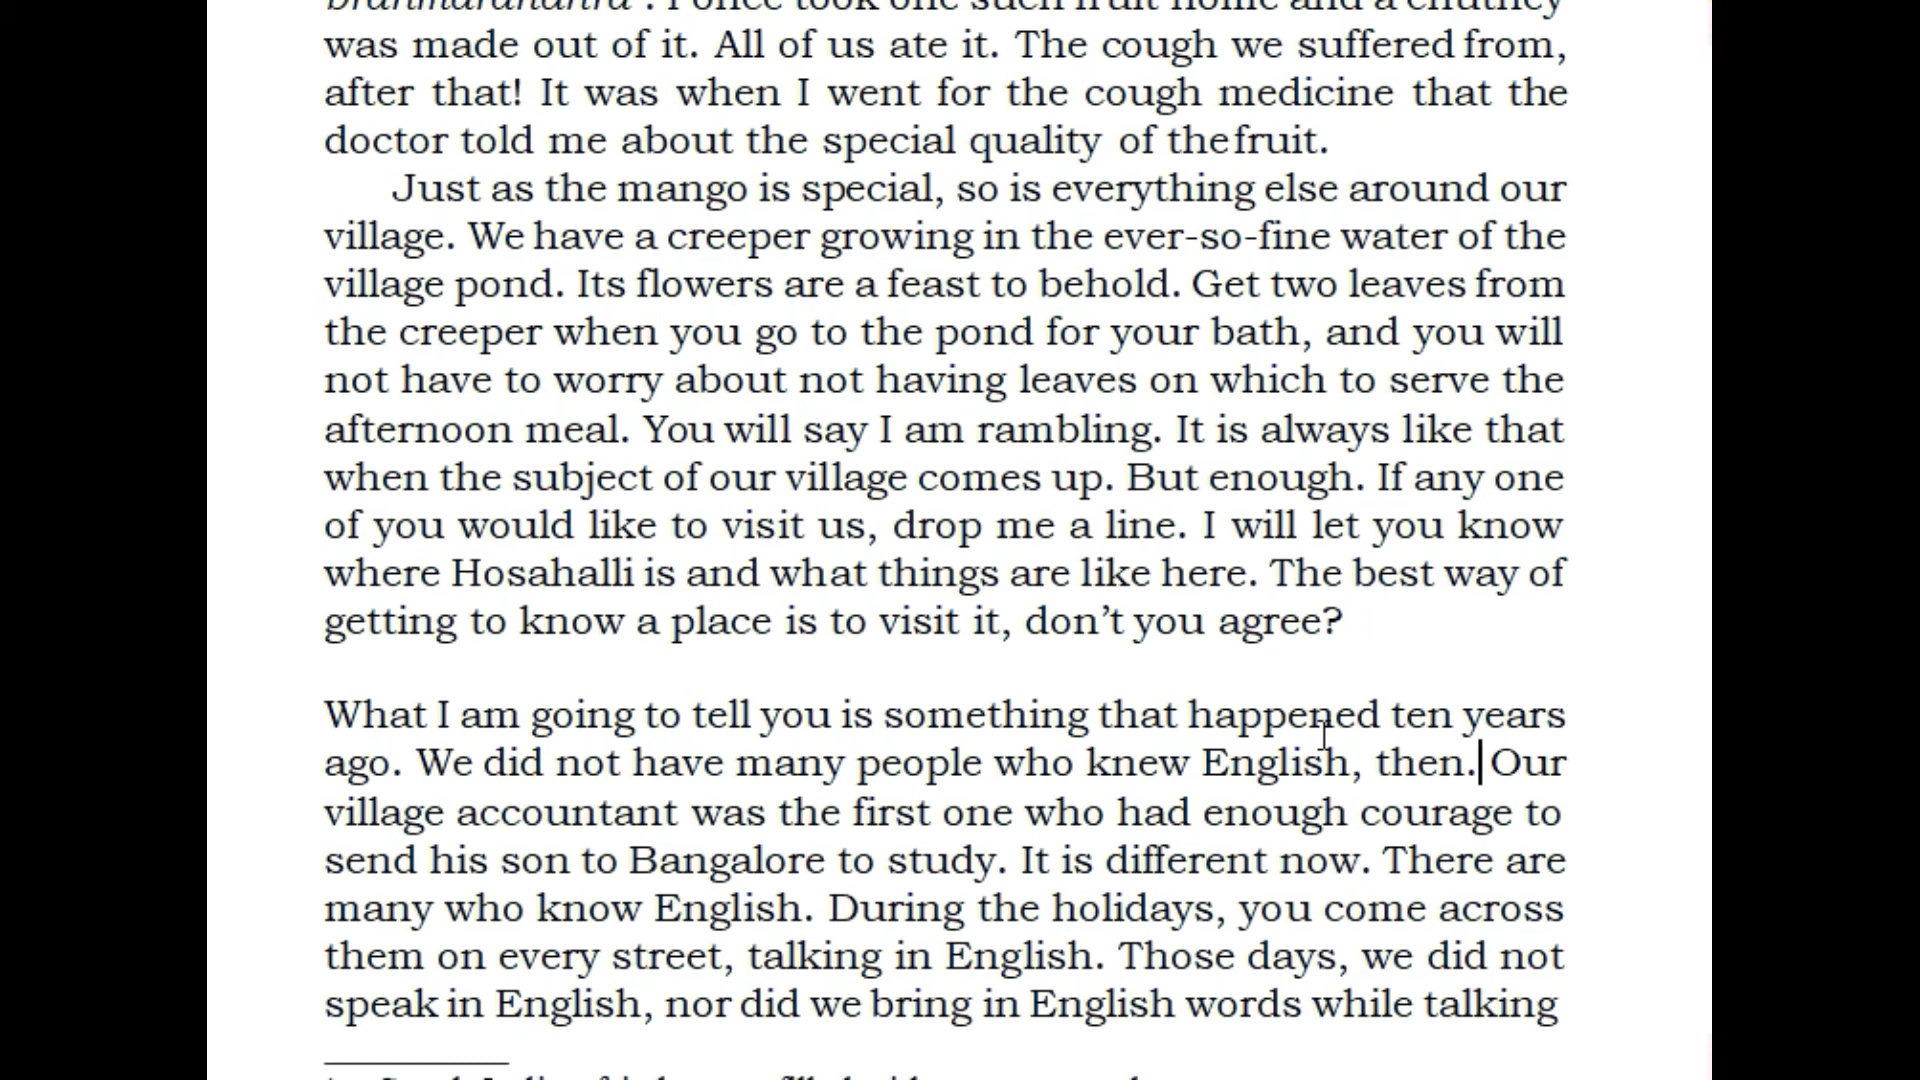 was made out of it. All of us ate it. The cough we suffered from,
after that! It was when I went for the cough medicine that the
doctor told me about the special quality of thefruit.
Just as the mango is special, so is everything else around our
village. We have a creeper growing in the ever-so-fine water of the
village pond. Its flowers are a feast to behold. Get two leaves from
the creeper when you go to the pond for your bath, and you will
not have to worry about not having leaves on which to serve the
afternoon meal. You will say I am rambling. It is always like that
when the subject of our village comes up. But enough. If any one
of you would like to visit us, drop me a line. I will let you know
where Hosahalli is and what things are like here. The best way of
getting to know a place is to visit it, don’t you agree?
What I am going to tell you is something that happened ten years
ago. We did not have many people who knew English, then. Our
village accountant was the first one who had enough courage to
send his son to Bangalore to study. It is different now. There are
many who know English. During the holidays, you come across
them on every street, talking in English. Those days, we did not
speak in English, nor did we bring in English words while talking